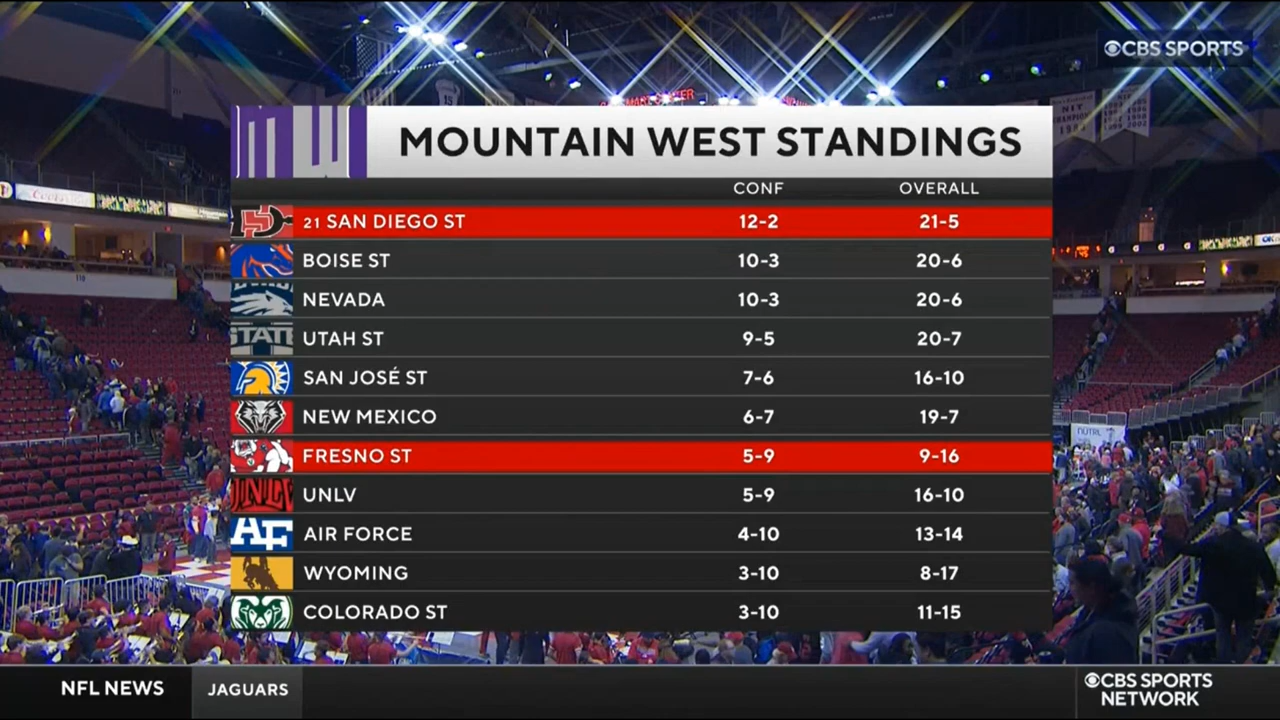 CBS SPORTS
MOUNTAIN WEST STANDINGS
CONF OVERALL
21 SAN DIEGO ST 12-2 21-5
BOISE ST 10-3 20-6
NEVADA 10-3 20-6
STATE UTAH ST 9-5 20-7
SAN JOSÉ ST 7-6 16-10
NEW MEXICO 6-7 19-7
FRESNO ST 5-9 9-16
UNLV UNLV 5-9 16-10
AF AIR FORCE 4-10 13-14
WYOMING 3-10 8-17
COLORADO ST 3-10 11-15
NFL NEWS JAGUARS
CBS SPORTS
NETWORK